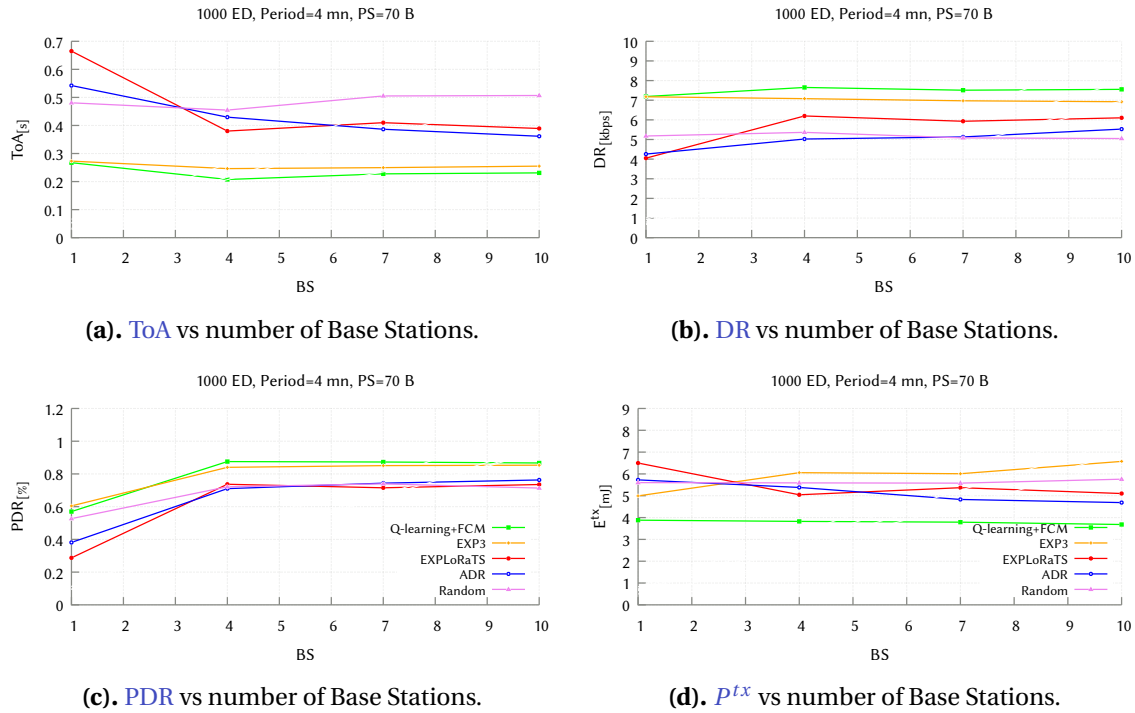 1000 ED, Period=4 mn, PS=70 B
0.7
0.6
0.5
0.4
0.3
0.2
0.1
0
ToA[s]
1 2 3 4 5 6 7 8 9 10
BS
(a). ToA vs number of Base Stations.
1000 ED, Period=4 mn, PS=70 B
10
9
8
7
6
5
4
3
2
1
0
DR[kbps]
1 2 3 4 5 6 7 8 9 10
BS
(b). DR vs number of Base Stations.
1000 ED, Period=4 mn, PS=70 B
1.2
1
0.8
0.6
0.4
0.2
0
PDR[%]
Q-learning+FCM
EXP3
EXPLoRaTS
ADR
Random
1 2 3 4 5 6 7 8 9 10
BS
(c). PDR vs number of Base Stations.
1000 ED, Period=4 mn, PS=70 B
9
8
7
6
5
4
3
2
1
0
E^tx[mJ]
Q-learning+FCM
EXP3
EXPLoRaTS
ADR
Random
1 2 3 4 5 6 7 8 9 10
BS
(d). P^tx vs number of Base Stations.